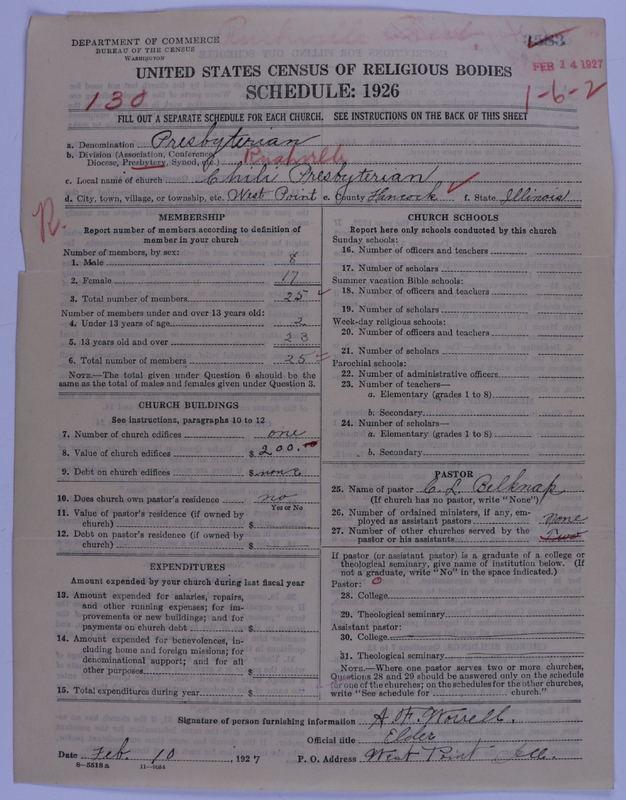 DEPARTMENT OF COMMERCE
BUREAU OF THE CENSUS
WASHINGTON
Rushville
FEB 14 1927
UNITED STATES CENSUS OF RELIGIOUS BODIES
SCHEDULE: 1926
130
1-6-2
FILL OUT A SEPARATE SCHEDULE FOR EACH CHURCH. SEE INSTRUCTIONS ON THE BACK OF THIS SHEET
a. Denomination Presbyterian
b. Division (Association, Conference, Diocese, Presbytery, Synod, etc.) Rushville
c. Local name of church Chili Presbyterian
d. City, town, village, or township, etc. West Point e. County Hancock f. State Illinois
R.
MEMBERSHIP
Report number of members according to definition of
member in your church
Number of members, by sex:
1. Male 8
2. Female 17
3. Total number of members 25
Number of members under and over 13 years old:
4. Under 13 years of age 2
5. 13 years old and over 23
6. Total number of members 25
NOTE.—The total given under Question 6 should be
same as the total of males and females given under Question 3.
CHURCH BUILDINGS
See instructions, paragraphs 10 to 12
7. Number of church edifices one
8. Value of church edifices $ 200.00
9. Debt on church edifices $ none
10. Does church own pastor's residence no
Yes or No
11. Value of pastor's residence (if owned by
church) $
12. Debt on pastor's residence (if owned by
church) $
EXPENDITURES
Amount expended by your church during last fiscal year
13. Amount expended for salaries, repairs,
and other running expenses; for im-
provements or new buildings; and for
payments on church debt $
14. Amount expended for benevolences, in-
cluding home and foreign missions; for
denominational support; and for all
other purposes $
15. Total expenditures during year $
CHURCH SCHOOLS
Report here only schools conducted by this church
Sunday schools:
16. Number of officers and teachers
17. Number of scholars
Summer vacation Bible schools:
18. Number of officers and teachers
19. Number of scholars
Week-day religious schools:
20. Number of officers and teachers
21. Number of scholars
Parochial schools:
22. Number of administrative officers
23. Number of teachers—
a. Elementary (grades 1 to 8)
b. Secondary
24. Number of scholars—
a. Elementary (grades 1 to 8)
b. Secondary
PASTOR
25. Name of pastor C. L. Belknap
(If church has no pastor, write "None")
26. Number of ordained ministers, if any, em-
ployed as assistant pastors none
27. Number of other churches served by the
pastor or his assistants Two
If pastor (or assistant pastor) is a graduate of a college or
theological seminary, give name of institution below. (If
not a graduate, write "No" in the space indicated.)
Pastor: 0
28. College
29. Theological seminary
Assistant pastor:
30. College
31. Theological seminary
NOTE.—Where one pastor serves two or more churches,
Questions 28 and 29 should be answered only on the schedule
for one of the churches; on the schedules for the other churches,
write "See schedule for church."
Signature of person furnishing information A. W. Worrell.
Official title Elder
Date Feb. 10, 1927 P. O. Address West Point Ill.
8—5518 a 11—9034